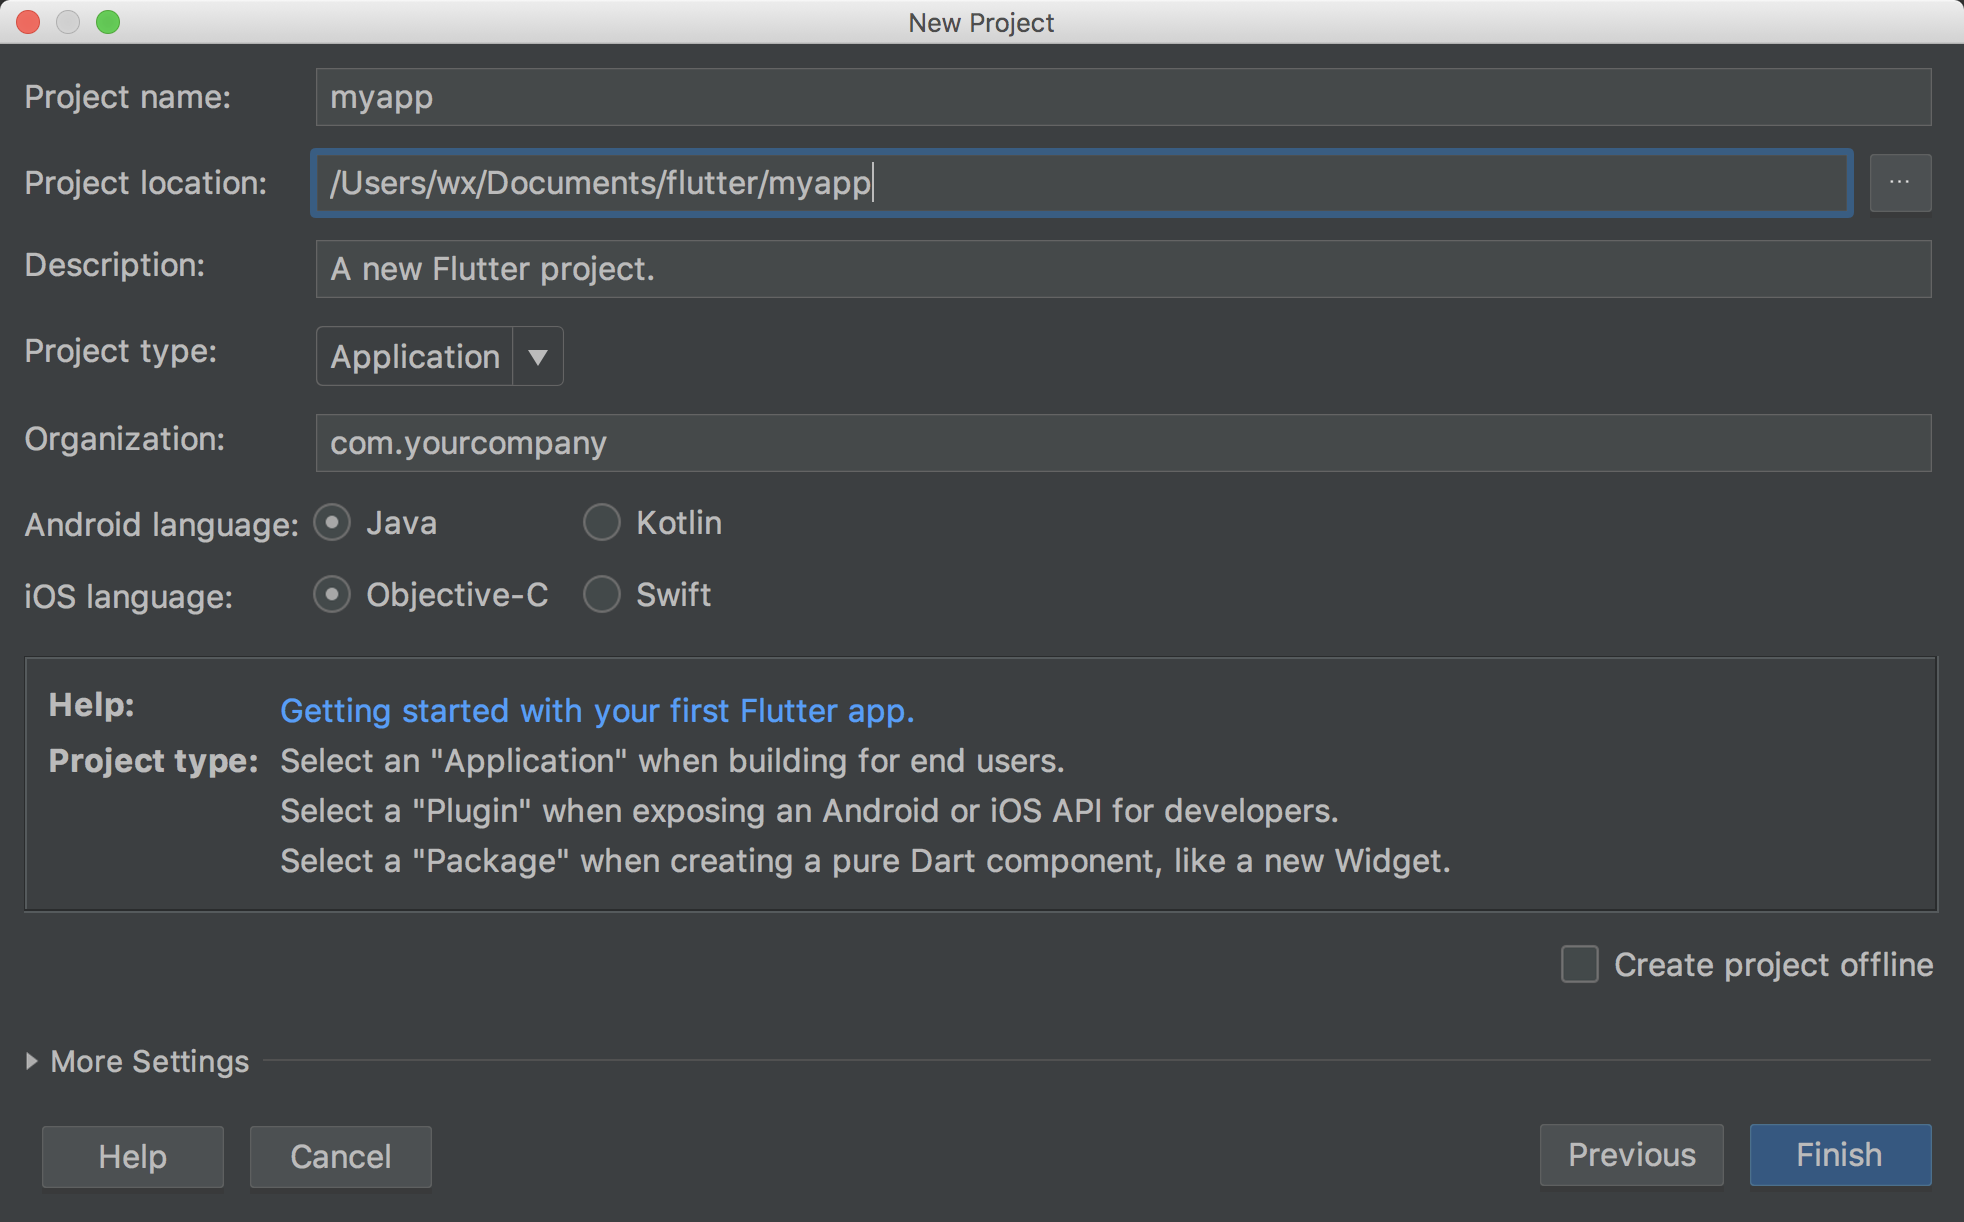 New Project
Project name: myapp
Project location: /Users/wx/Documents/flutter/myapp ...
Description: A new Flutter project.
Project type: Application
Organization: com.yourcompany
Android language: Java Kotlin
iOS language: Objective-C Swift
Help: Getting started with your first Flutter app.
Project type: Select an "Application" when building for end users.
Select a "Plugin" when exposing an Android or iOS API for developers.
Select a "Package" when creating a pure Dart component, like a new Widget.
Create project offline
More Settings
Help Cancel Previous Finish